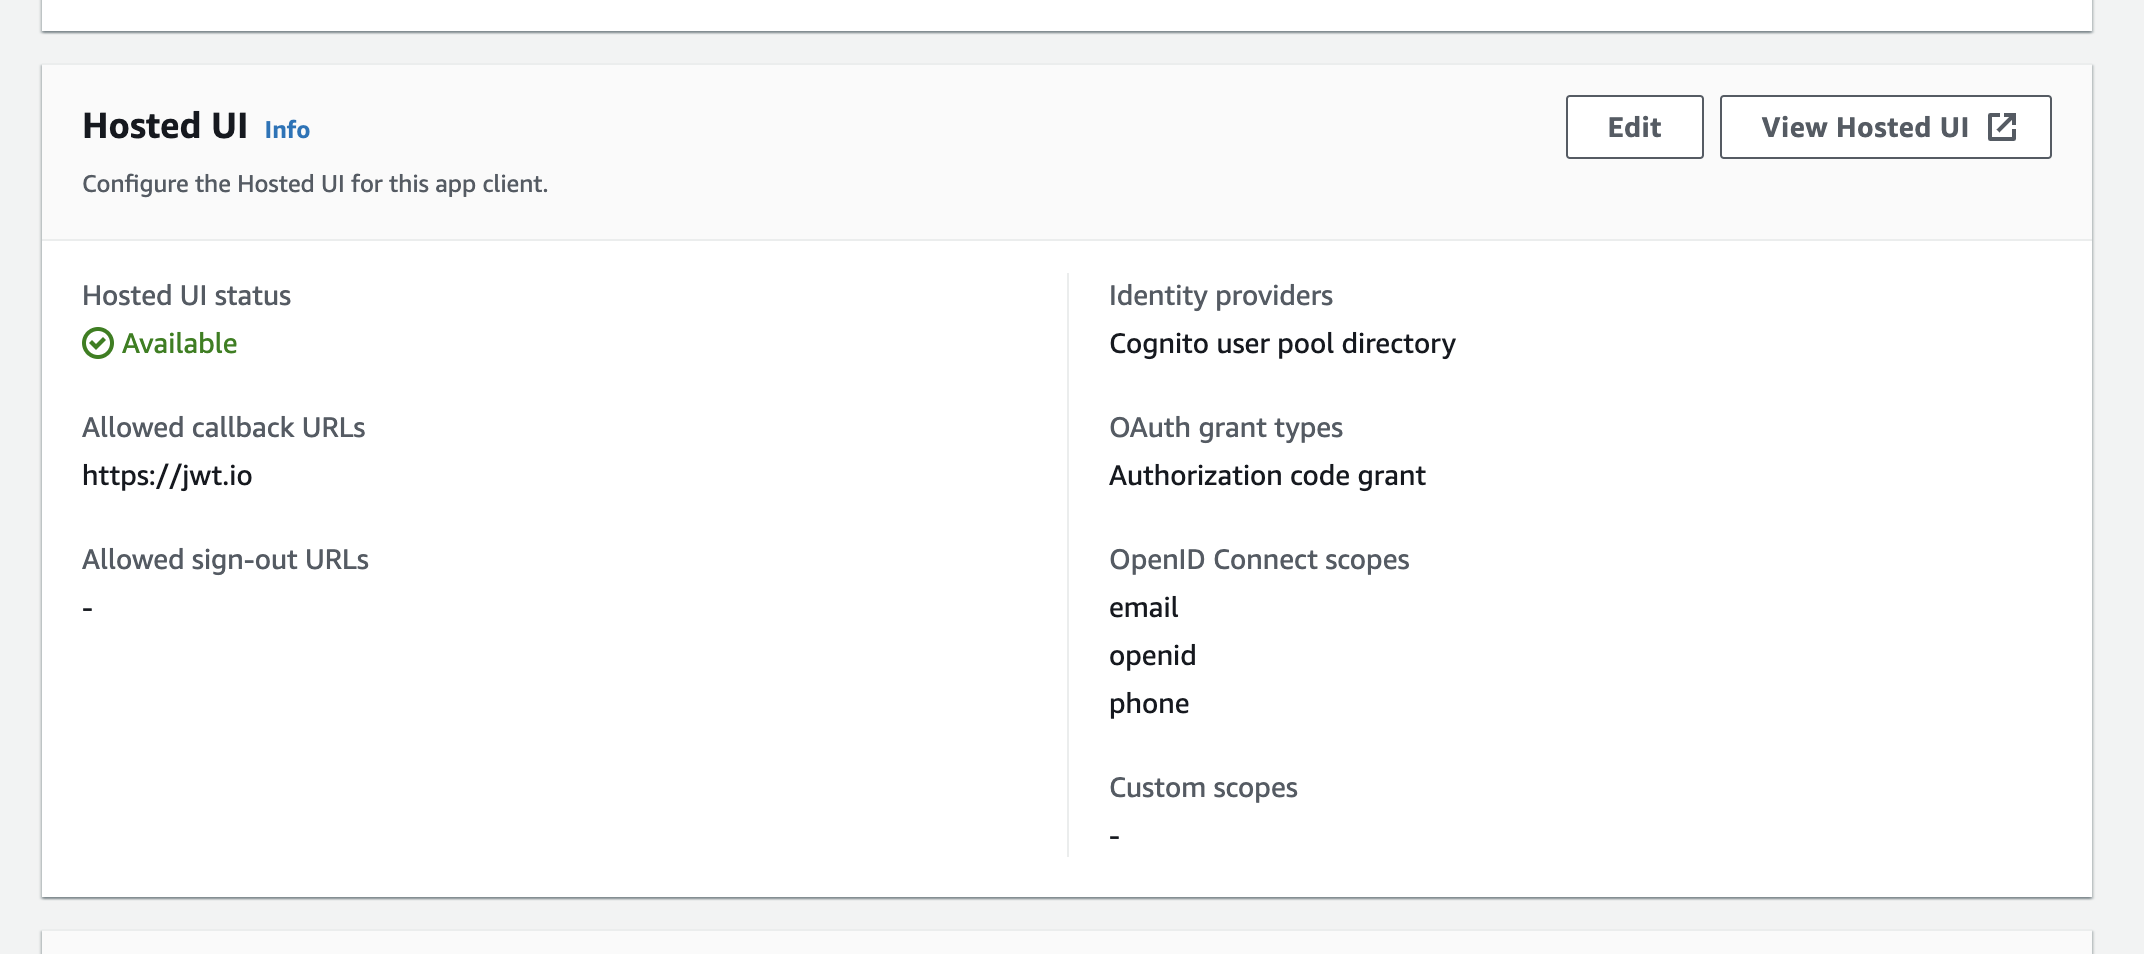 Hosted UI Info
Edit
View Hosted UI
Configure the Hosted UI for this app client.
Hosted UI status
Available
Allowed callback URLs
https://jwt.io
Allowed sign-out URLs
-
Identity providers
Cognito user pool directory
OAuth grant types
Authorization code grant
OpenID Connect scopes
email
openid
phone
Custom scopes
-